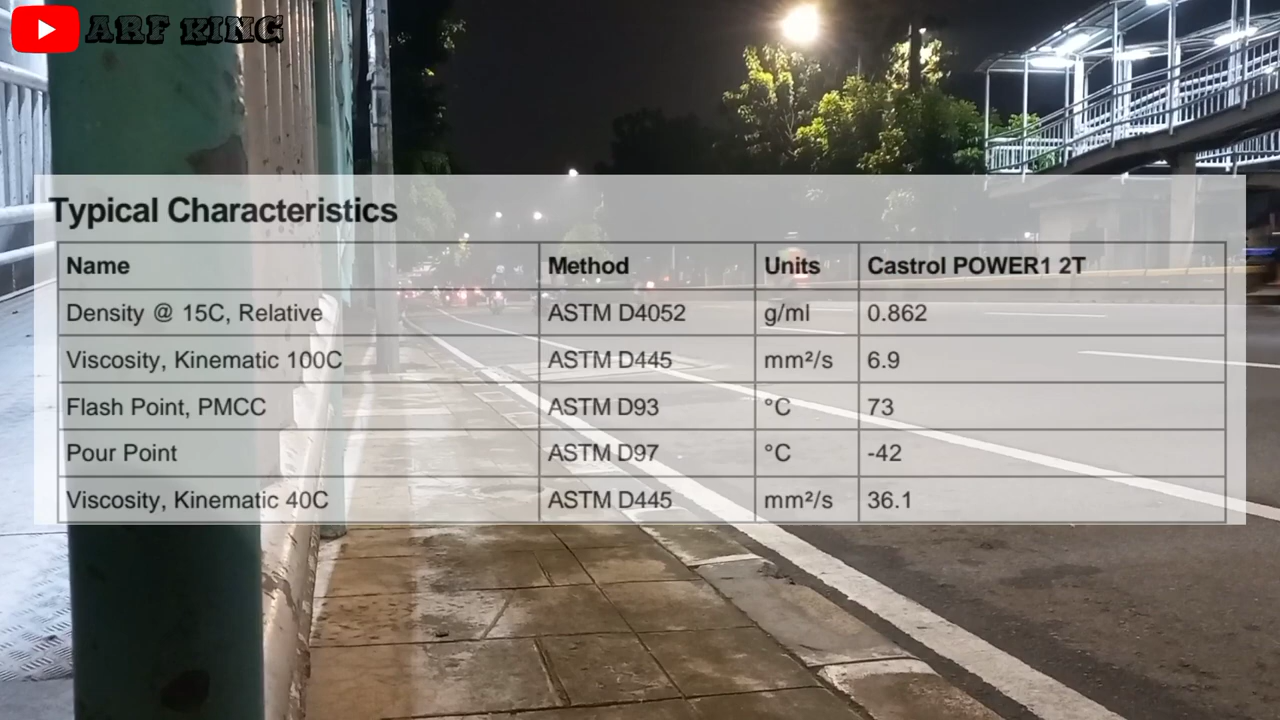 ARF KING
Typical Characteristics
Name Method Units Castrol POWER1 2T
Density @ 15C, Relative ASTM D4052 g/ml 0.862
Viscosity, Kinematic 100C ASTM D445 mm²/s 6.9
Flash Point, PMCC ASTM D93 °C 73
Pour Point ASTM D97 °C -42
Viscosity, Kinematic 40C ASTM D445 mm²/s 36.1